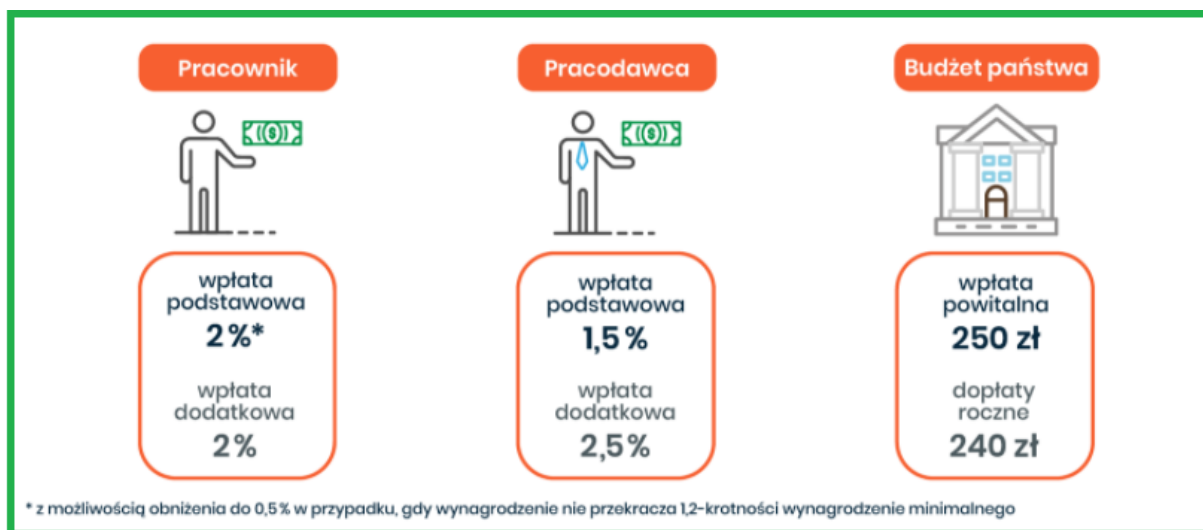 Pracownik
Pracodawca
Budżet państwa
wpłata
podstawowa
2%*
wpłata
dodatkowa
2%
wpłata
podstawowa
1,5%
wpłata
dodatkowa
2,5%
wpłata
powitalna
250 zł
dopłaty
roczne
240 zł
* z możliwością obniżenia do 0,5% w przypadku, gdy wynagrodzenie nie przekracza 1,2-krotności wynagrodzenie minimalnego